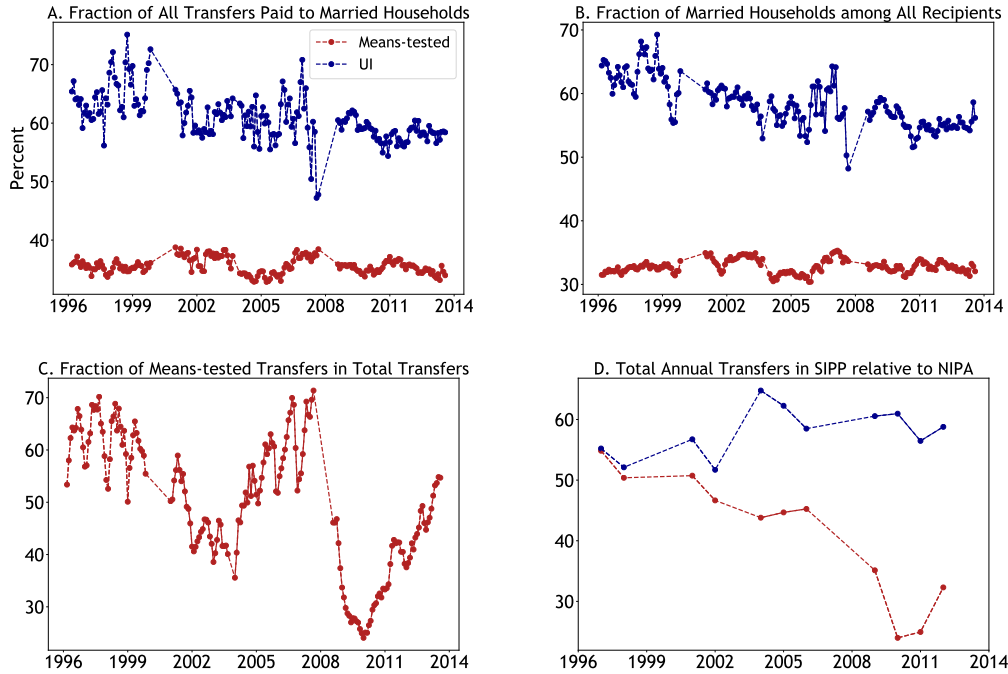 A. Fraction of All Transfers Paid to Married Households
Means-tested
UI
Percent
70
60
50
40
1996 1999 2002 2005 2008 2011 2014
B. Fraction of Married Households among All Recipients
70
60
50
40
30
1996 1999 2002 2005 2008 2011 2014
C. Fraction of Means-tested Transfers in Total Transfers
70
60
50
40
30
1996 1999 2002 2005 2008 2011 2014
D. Total Annual Transfers in SIPP relative to NIPA
60
50
40
30
1996 1999 2002 2005 2008 2011 2014